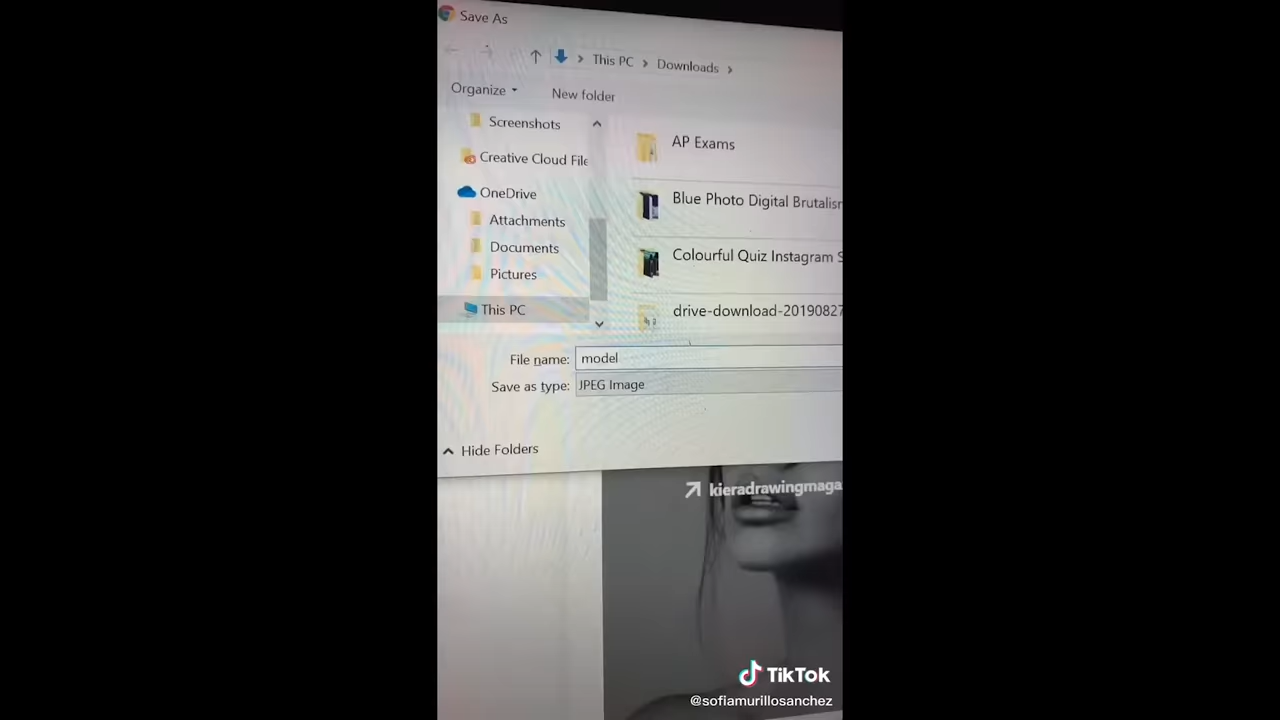 Save As
This PC > Downloads >
Organize
New folder
Screenshots
Creative Cloud File
OneDrive
Attachments
Documents
Pictures
This PC
AP Exams
Blue Photo Digital Brutalism
Colourful Quiz Instagram S
drive-download-20190827
File name: model
Save as type: JPEG Image
Hide Folders
kieradrawingmaga
TikTok
@sofiamurillosanchez